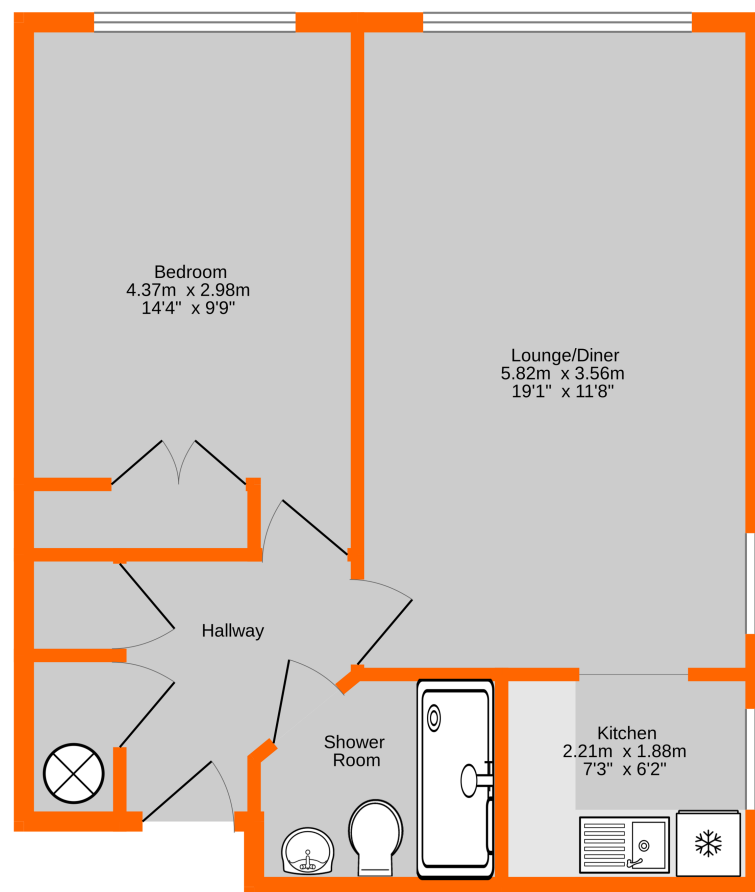 Bedroom
4.37m x 2.98m
14'4" x 9'9"
Lounge/Diner
5.82m x 3.56m
19'1" x 11'8"
Hallway
Shower
Room
Kitchen
2.21m x 1.88m
7'3" x 6'2"